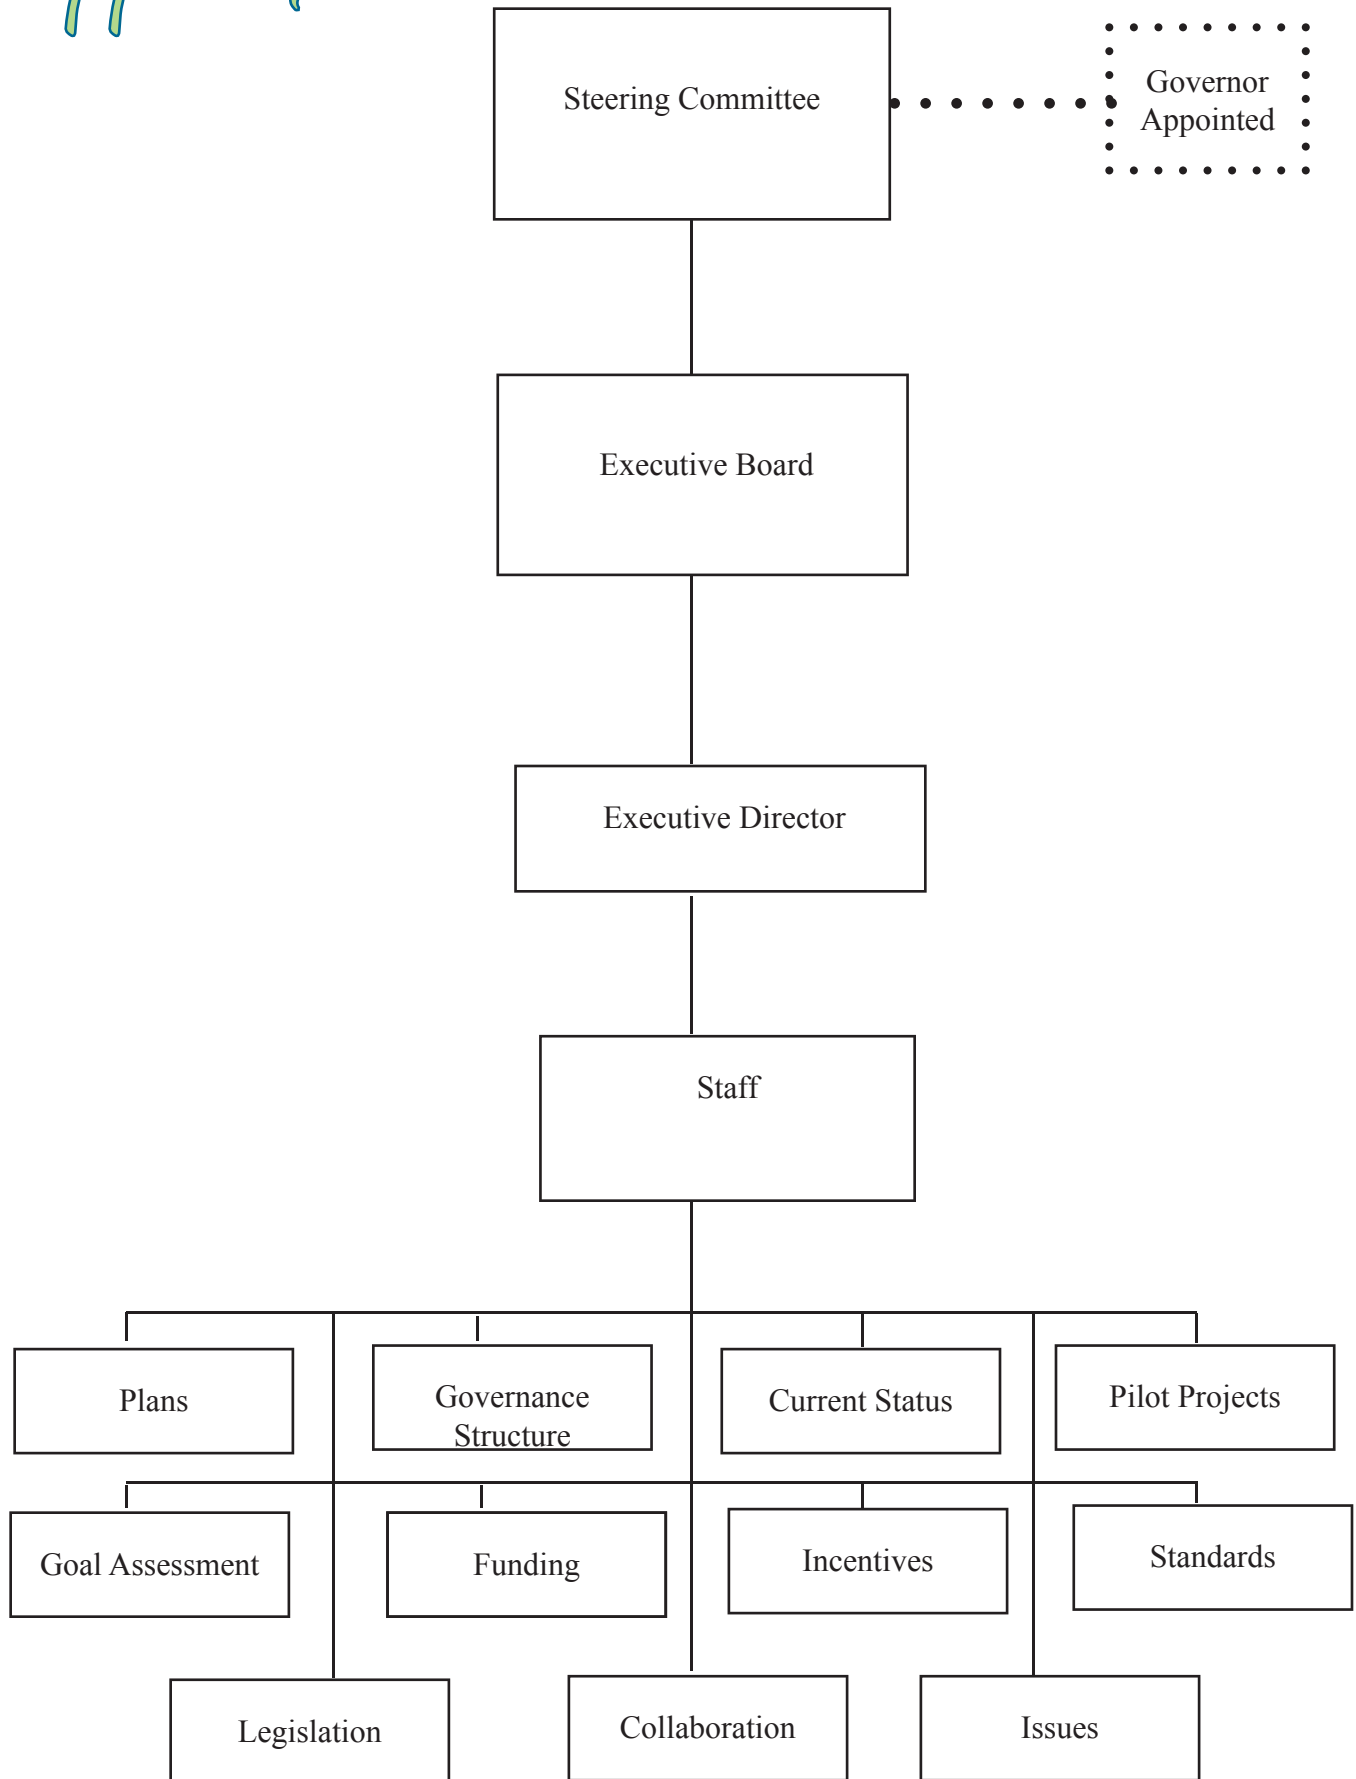 Steering Committee
Governor
Appointed
Executive Board
Executive Director
Staff
Plans
Governance
Structure
Current Status
Pilot Projects
Goal Assessment
Funding
Incentives
Standards
Legislation
Collaboration
Issues